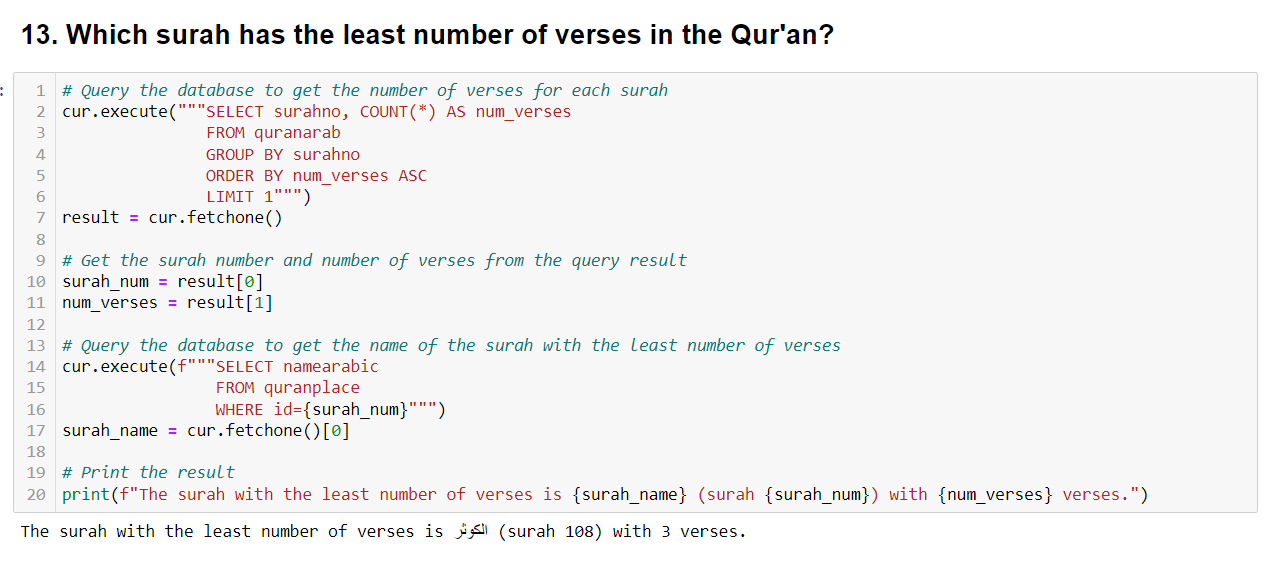 13. Which surah has the least number of verses in the Qur'an?
:
1 # Query the database to get the number of verses for each surah
2 cur.execute("""SELECT surahno, COUNT(*) AS num_verses
3 FROM quranarab
4 GROUP BY surahno
5 ORDER BY num_verses ASC
6 LIMIT 1""")
7 result = cur.fetchone()
8
9 # Get the surah number and number of verses from the query result
10 surah_num = result[0]
11 num_verses = result[1]
12
13 # Query the database to get the name of the surah with the least number of verses
14 cur.execute(f"""SELECT namearabic
15 FROM quranplace
16 WHERE id={surah_num}""")
17 surah_name = cur.fetchone()[0]
18
19 # Print the result
20 print(f"The surah with the least number of verses is {surah_name} (surah {surah_num}) with {num_verses} verses.")
The surah with the least number of verses is الكوثر (surah 108) with 3 verses.